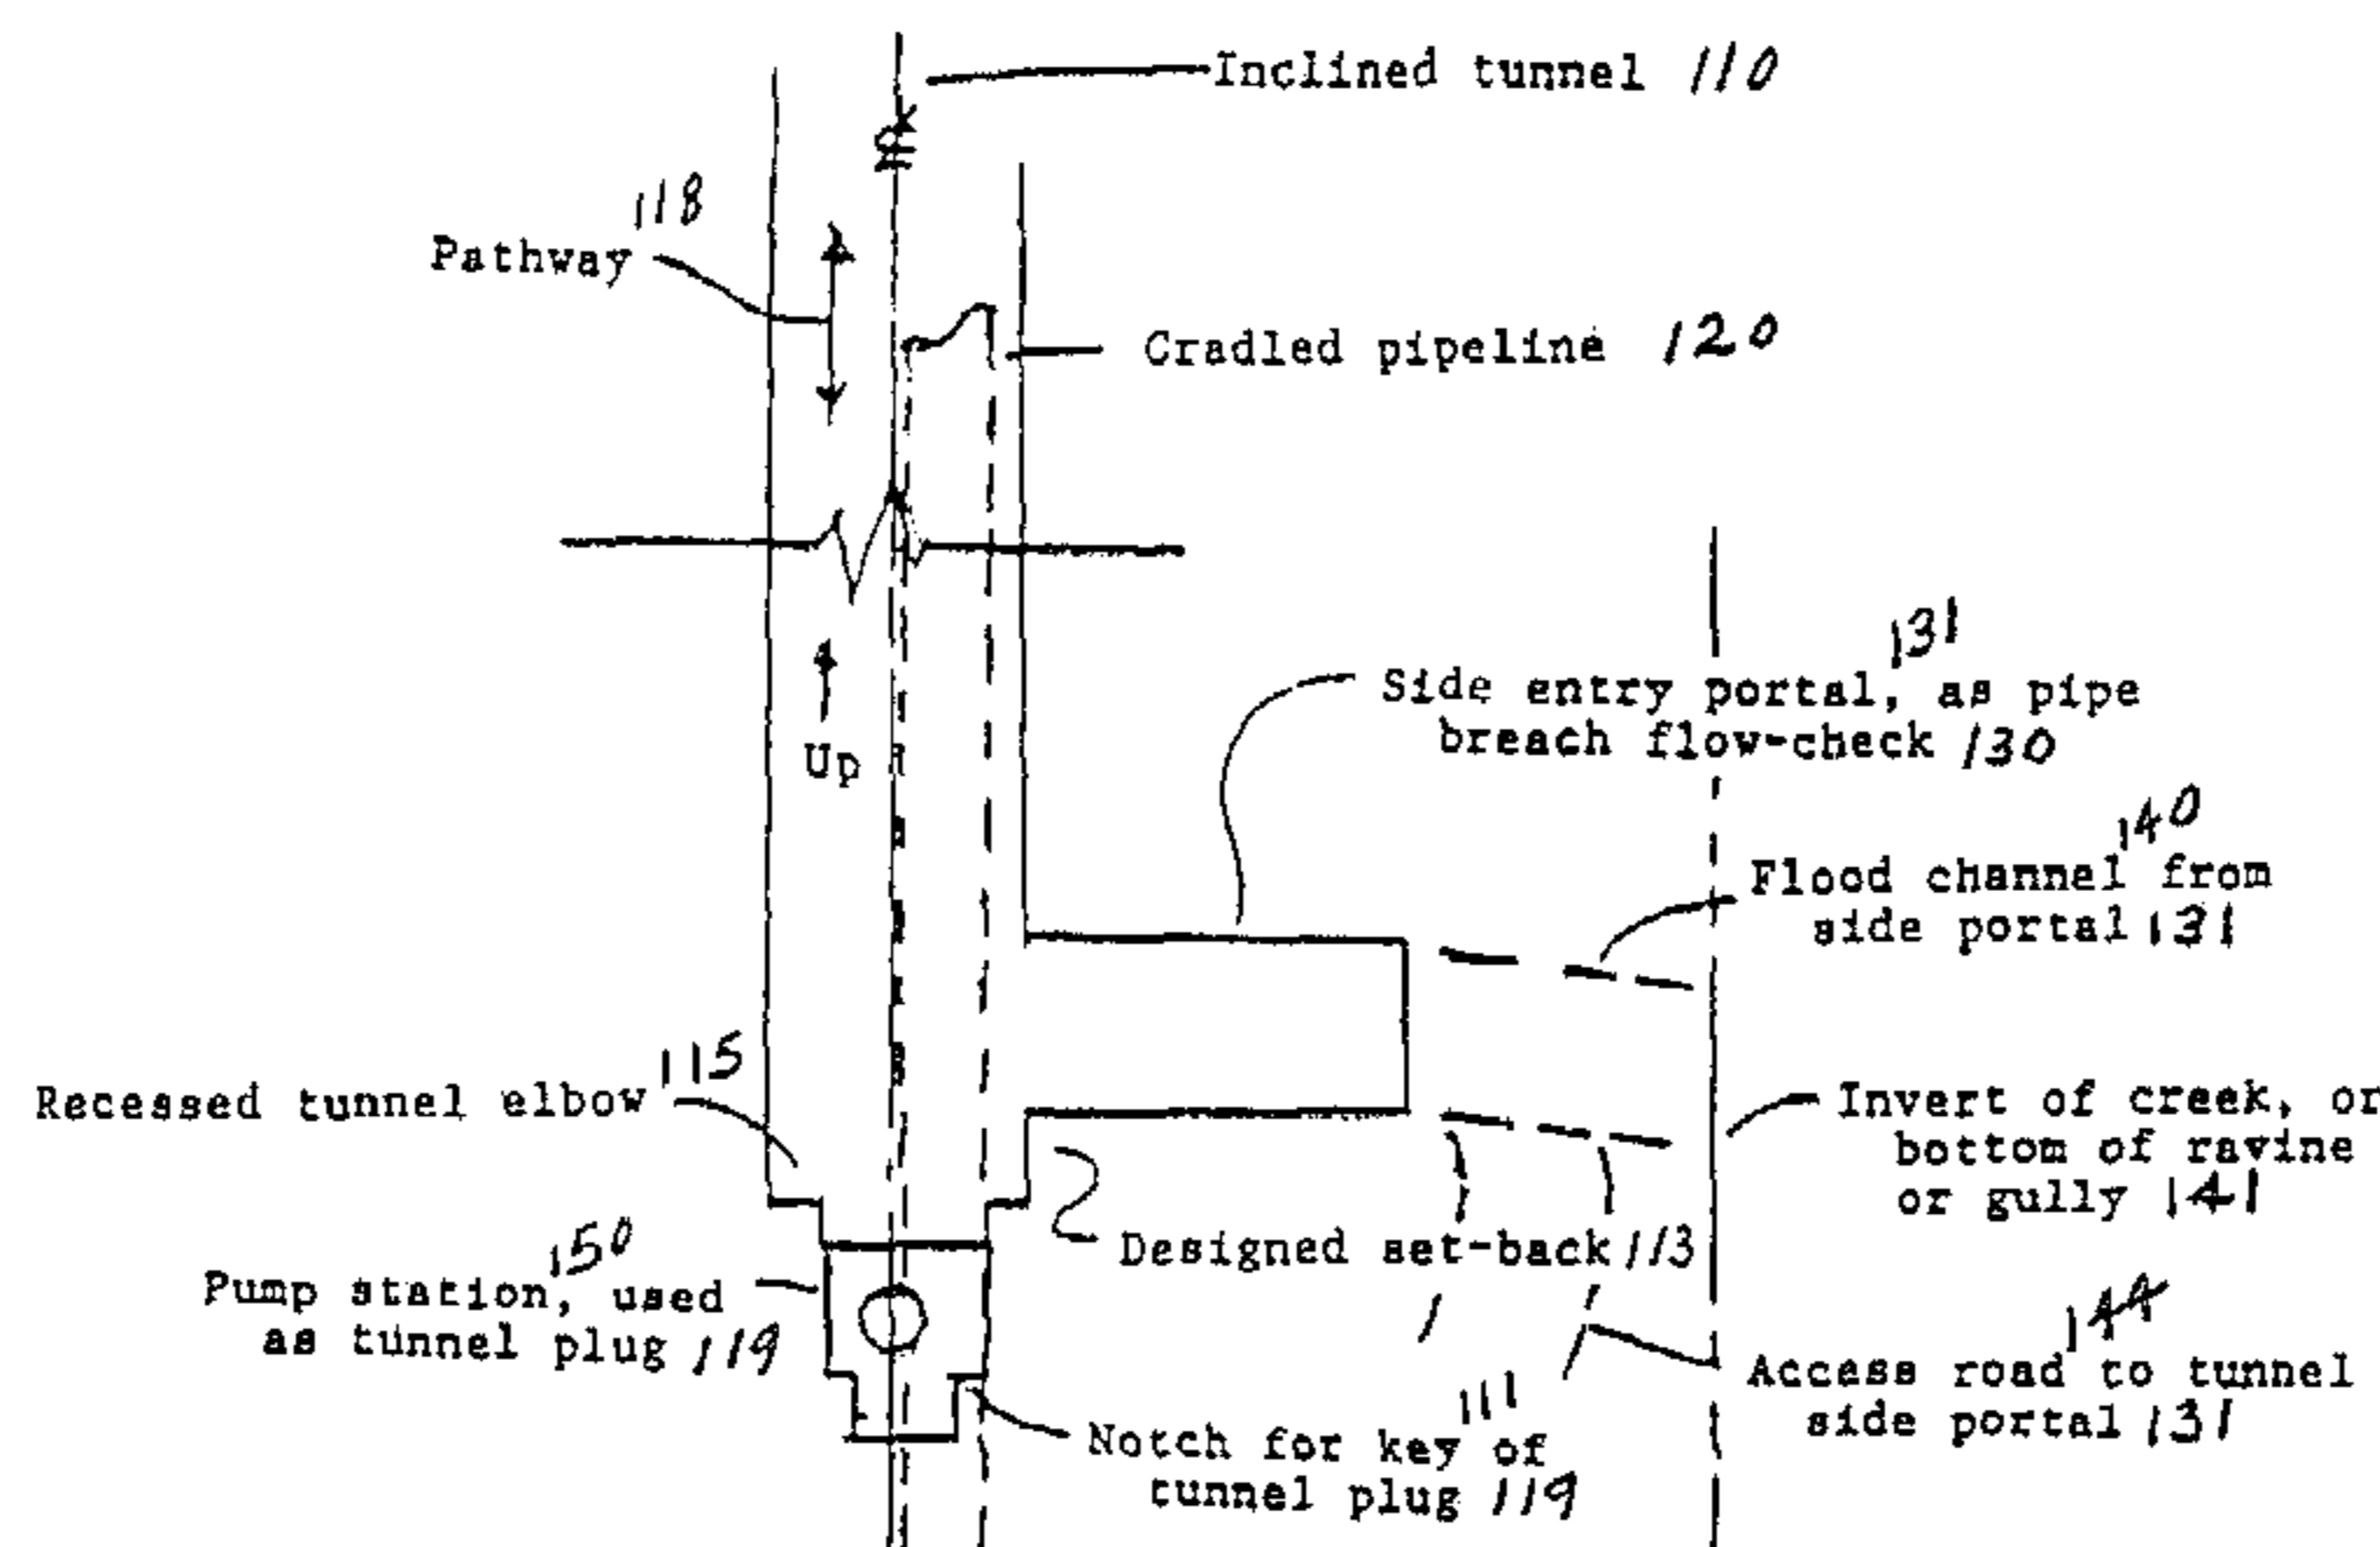 Inclined tunnel 110
118
Pathway
Cradled pipeline 120
Up
131
Side entry portal, as pipe
breach flow-check 130
140
Flood channel from
side portal 131
115
Recessed tunnel elbow
Invert of creek, or
bottom of ravine
or gully 141
Designed set-back 113
150
Pump station, used
as tunnel plug 119
144
Access road to tunnel
side portal 131
111
Notch for key of
tunnel plug 119